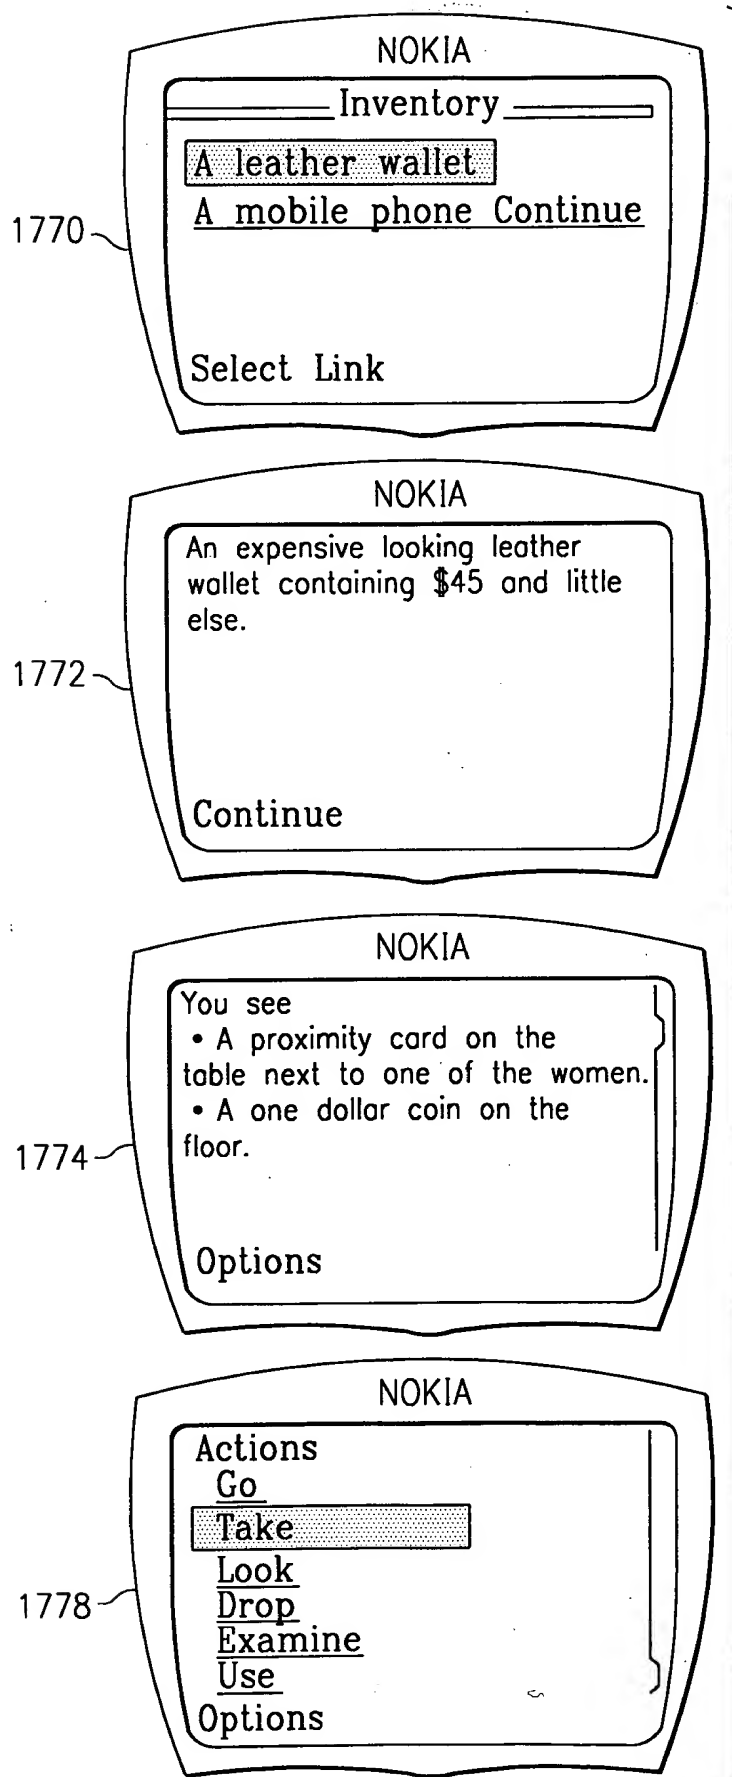 NOKIA
Inventory
A leather wallet
A mobile phone Continue
1770
Select Link
NOKIA
An expensive looking leather
wallet containing $45 and little
else.
1772
Continue
NOKIA
You see
• A proximity card on the
table next to one of the women.
• A one dollar coin on the
floor.
1774
Options
NOKIA
Actions
Go
Take
Look
Drop
1778
Examine
Use
Options